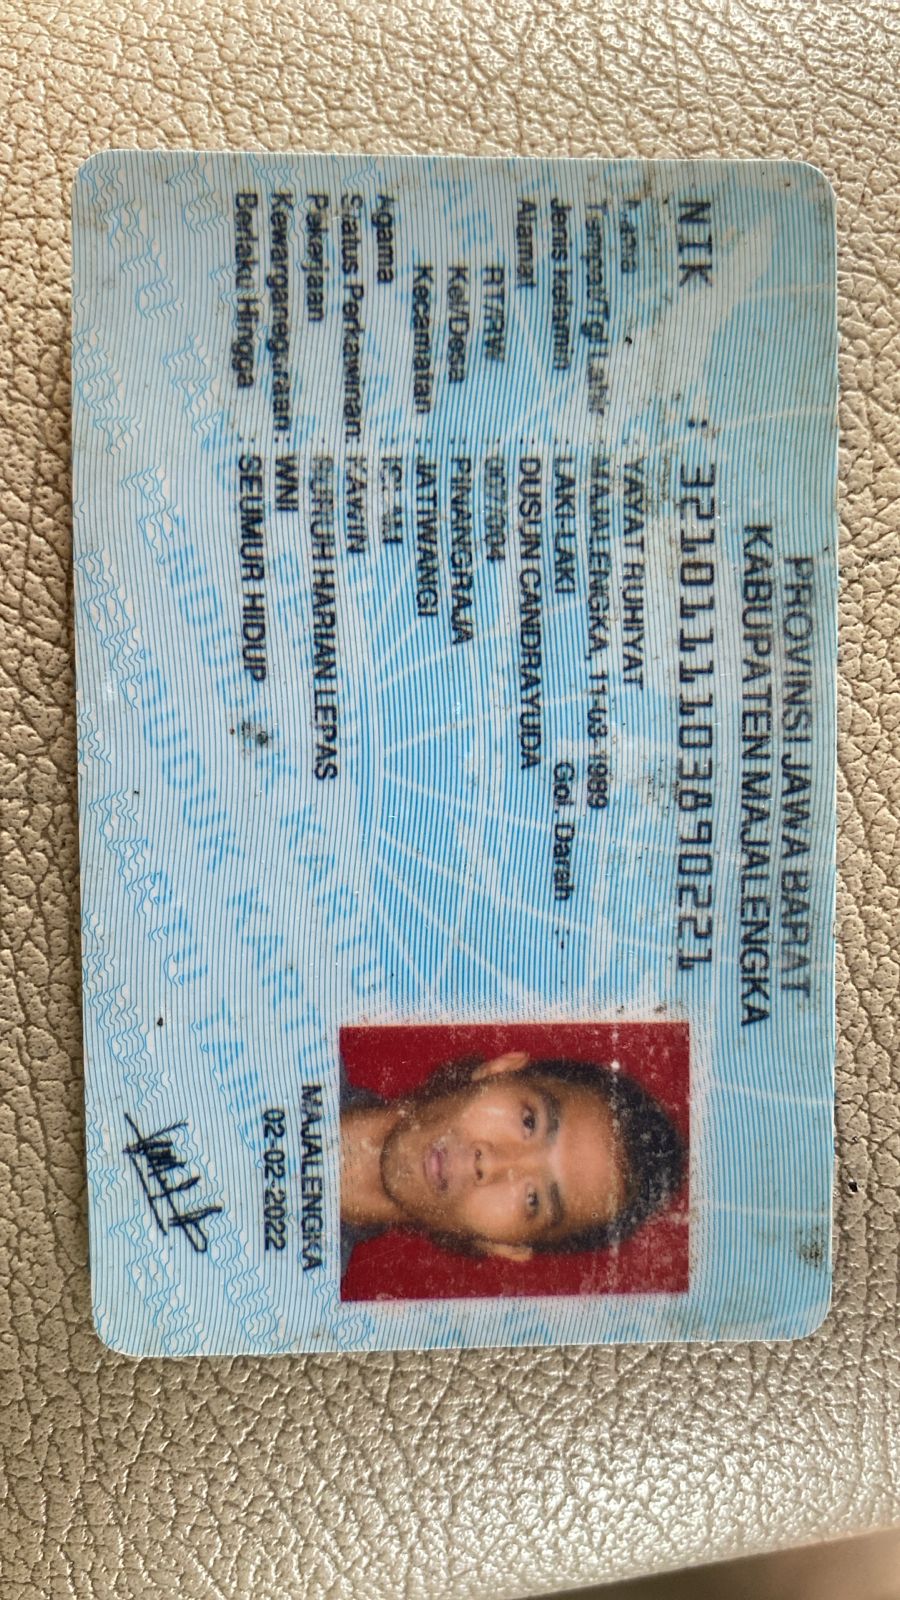 PROVINSI JAWA BARAT
KABUPATEN MAJALENGKA
NIK : 3210111103890221
Nama : YAYAT RUHIYAT
Tempat/Tgl Lahir : MAJALENGKA, 11-03-1989
Jenis kelamin : LAKI-LAKI Gol. Darah :
Alamat : DUSUN CANDRAYUDA
RT/RW : 007/004
Kel/Desa : PINANGRAJA
Kecamatan : JATIWANGI
Agama : ISLAM
Status Perkawinan: KAWIN
Pekerjaan : BURUH HARIAN LEPAS
Kewarganegaraan: WNI
Berlaku Hingga : SEUMUR HIDUP
MAJALENGKA
02-02-2022